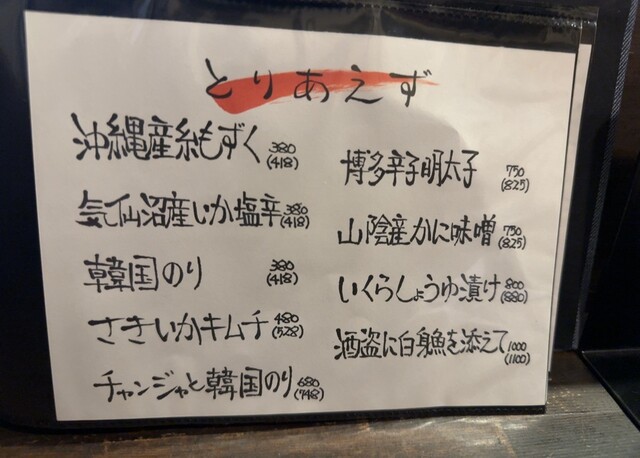 とりあえず
沖縄産糸もずく 380 (418)
気仙沼産いか塩辛 380 (418)
韓国のり 380 (418)
さきいかキムチ 480 (528)
チャンジャと韓国のり 680 (748)
博多辛子明太子 750 (825)
山陰産かに味噌 750 (825)
いくらしょうゆ漬け 800 (880)
酒盗に白身魚を添えて 1000 (1100)